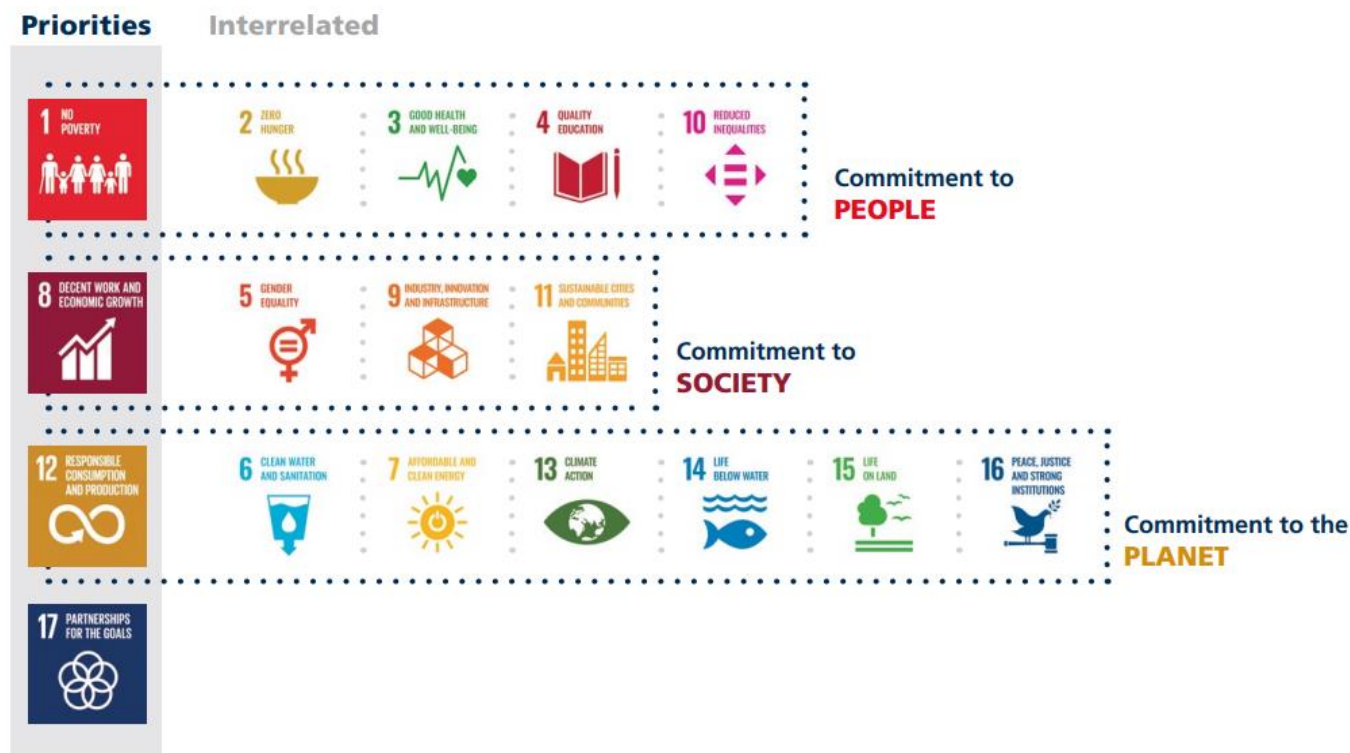 Priorities Interrelated
1 NO
POVERTY
2 ZERO
HUNGER
3 GOOD HEALTH
AND WELL-BEING
4 QUALITY
EDUCATION
10 REDUCED
INEQUALITIES
Commitment to
PEOPLE
8 DECENT WORK AND
ECONOMIC GROWTH
5 GENDER
EQUALITY
9 INDUSTRY, INNOVATION
AND INFRASTRUCTURE
11 SUSTAINABLE CITIES
AND COMMUNITIES
Commitment to
SOCIETY
12 RESPONSIBLE
CONSUMPTION
AND PRODUCTION
6 CLEAN WATER
AND SANITATION
7 AFFORDABLE AND
CLEAN ENERGY
13 CLIMATE
ACTION
14 LIFE
BELOW WATER
15 LIFE
ON LAND
16 PEACE, JUSTICE
AND STRONG
INSTITUTIONS
Commitment to the
PLANET
17 PARTNERSHIPS
FOR THE GOALS